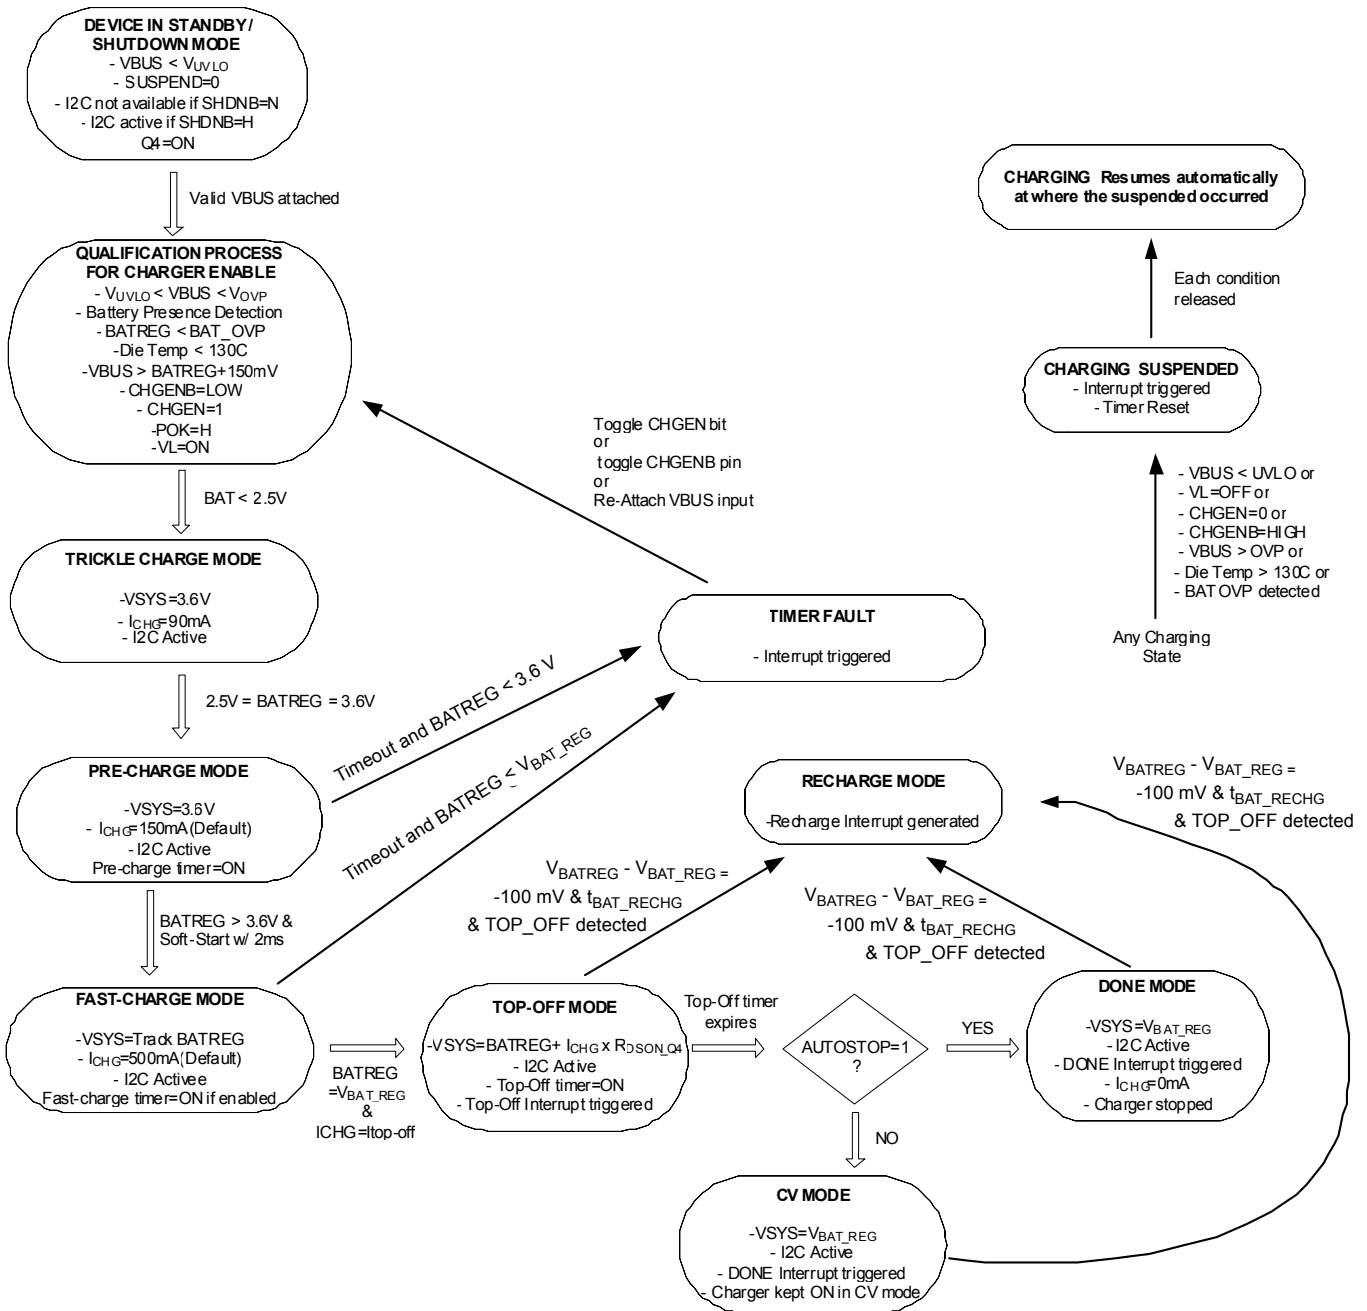 DEVICE IN STANDBY/
SHUTDOWN MODE
- VBUS < VUVLO
- SUSPEND=0
- I2C not available if SHDNB=N
- I2C active if SHDNB=H
Q4=ON
Valid VBUS attached
QUALIFICATION PROCESS
FOR CHARGER ENABLE
- VUVLO < VBUS < VOVP
- Battery Presence Detection
- BATREG < BAT_OVP
-Die Temp < 130C
-VBUS > BATREG+150mV
-CHGENB=LOW
- CHGEN=1
-POK=H
-VL=ON
BAT < 2.5V
TRICKLE CHARGE MODE
-VSYS=3.6V
- ICHG=90mA
- I2C Active
2.5V = BATREG = 3.6V
PRE-CHARGE MODE
-VSYS=3.6V
- ICHG=150mA(Default)
- I2C Active
Pre-charge timer=ON
BATREG > 3.6V &
Soft-Start w/ 2ms
FAST-CHARGE MODE
-VSYS=Track BATREG
- ICHG=500mA(Default)
- I2C Activee
Fast-charge timer=ON if enabled
BATREG
=VBAT_REG
&
ICHG=Itop-off
Timeout and BATREG < 3.6 V
Timeout and BATREG < VBAT_REG
TIMER FAULT
- Interrupt triggered
Toggle CHGEN bit
or
toggle CHGENB pin
or
Re-Attach VBUS input
TOP-OFF MODE
-VSYS=BATREG+ ICHG x RDSON_Q4
- I2C Active
- Top-Off timer=ON
- Top-Off Interrupt triggered
VBATREG - VBAT_REG =
-100 mV & tBAT_RECHG
& TOP_OFF detected
RECHARGE MODE
-Recharge Interrupt generated
Top-Off timer
expires
AUTOSTOP=1
?
YES
NO
VBATREG - VBAT_REG =
-100 mV & tBAT_RECHG
& TOP_OFF detected
DONE MODE
-VSYS=VBAT_REG
- I2C Active
-DONE Interrupt triggered
- ICHG=0mA
- Charger stopped
CV MODE
-VSYS=VBAT_REG
- I2C Active
- DONE Interrupt triggered
- Charger kept ON in CV mode
VBATREG - VBAT_REG =
-100 mV & tBAT_RECHG
& TOP_OFF detected
CHARGING Resumes automatically
at where the suspended occurred
Each condition
released
CHARGING SUSPENDED
- Interrupt triggered
- Timer Reset
- VBUS < UVLO or
- VL=OFF or
- CHGEN=0 or
- CHGENB=HIGH
- VBUS > OVP or
- Die Temp > 130C or
- BAT OVP detected
Any Charging
State